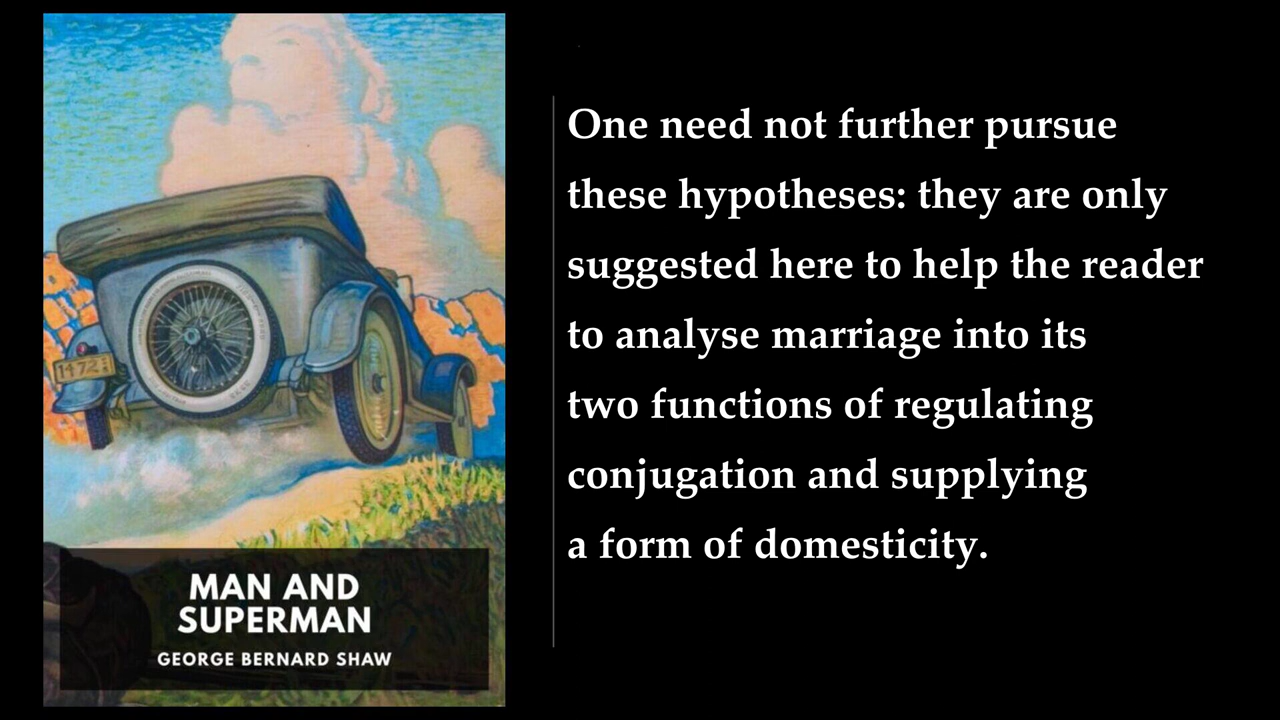 One need not further pursue
these hypotheses: they are only
suggested here to help the reader
to analyse marriage into its
two functions of regulating
conjugation and supplying
a form of domesticity.
1472
MAN AND
SUPERMAN
GEORGE BERNARD SHAW